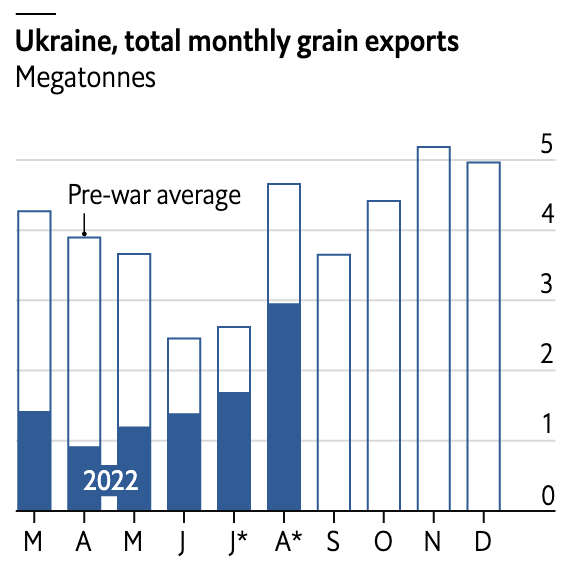 Ukraine, total monthly grain exports
Megatonnes
5
Pre-war average
4
3
2
1
2022
0
M A M J J* A* S O N D